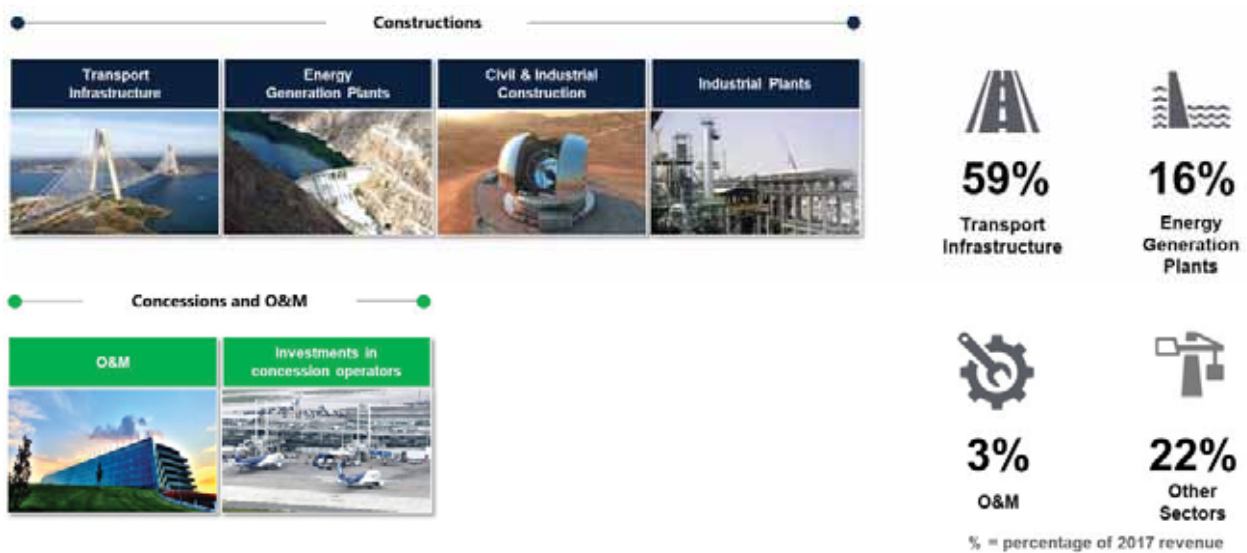 Constructions
Transport
Infrastructure
Energy
Generation Plants
Civil & Industrial
Construction
Industrial Plants
59%
Transport
Infrastructure
16%
Energy
Generation
Plants
Concessions and O&M
O&M
Investments in
concession operators
3%
O&M
22%
Other
Sectors
% = percentage of 2017 revenue